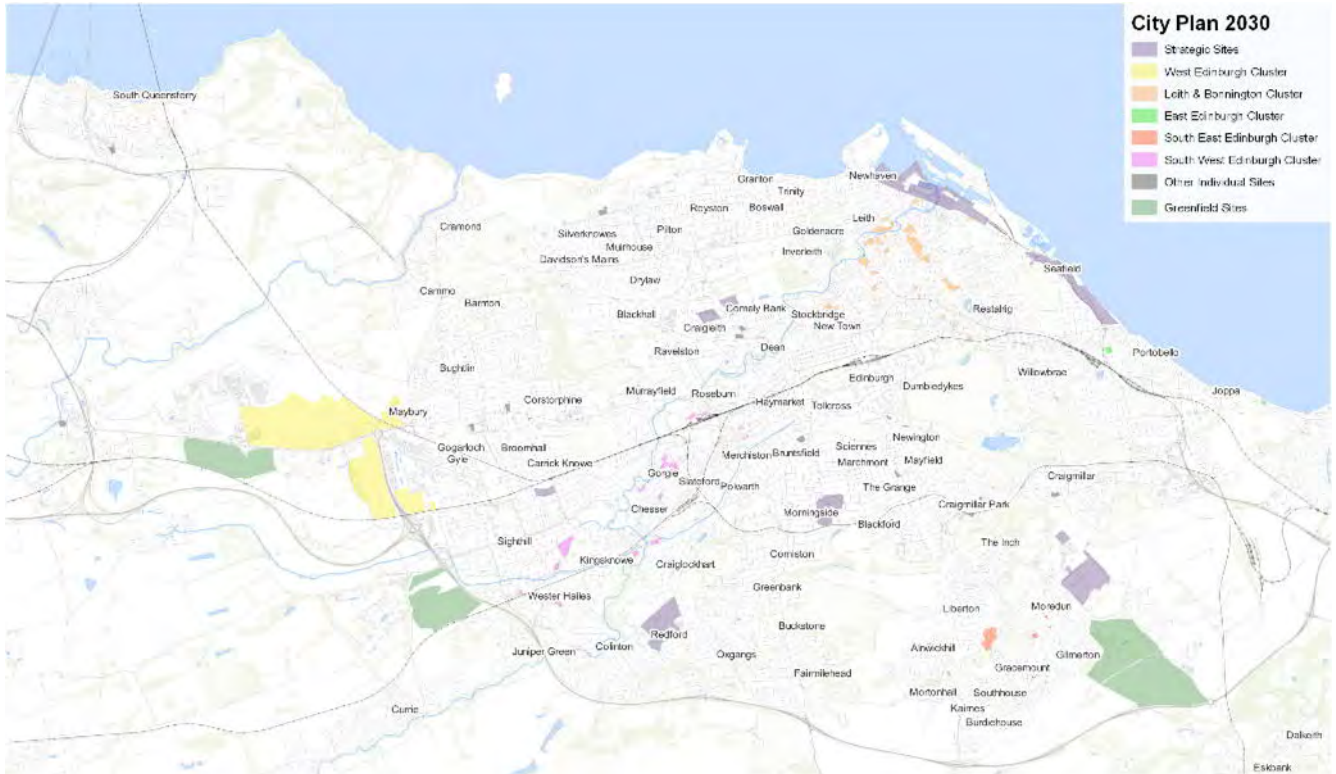 City Plan 2030
Strategic Sites
West Edinburgh Cluster
Leith & Bonnington Cluster
East Edinburgh Cluster
South East Edinburgh Cluster
South West Edinburgh Cluster
Other Individual Sites
Greenfield Sites
South Queensferry
Newhaven
Granton
Trinity
Royston
Boswall
Leith
Cramond
Silverknowes
Pilton
Goldenacre
Muirhouse
Inverleith
Davidson's Mains
Seafield
Drylaw
Cammo
Barnton
Comely Bank
Restalrig
Blackhall
Stockbridge
Craigleith
New Town
Dean
Ravelston
Portobello
Bughtlin
Willowbrae
Edinburgh
Dumbiedykes
Murrayfield
Roseburn
Joppa
Corstorphine
Haymarket
Tollcross
Maybury
Newington
Gogarloch
Broomhall
Sciennes
Gyle
Merchiston
Bruntsfield
Carrick Knowe
Marchmont
Mayfield
Gorgie
Slateford
Polwarth
Craigmillar
The Grange
Chesser
Morningside
Craigmillar Park
Blackford
Sighthill
The Inch
Kingsknowe
Comiston
Craiglockhart
Greenbank
Wester Hailes
Liberton
Moredun
Buckstone
Redford
Colinton
Juniper Green
Oxgangs
Alnwickhill
Gilmerton
Gracemount
Fairmilehead
Mortonhall
Southhouse
Currie
Kaimes
Burdiehouse
Dalkeith
Eskbank